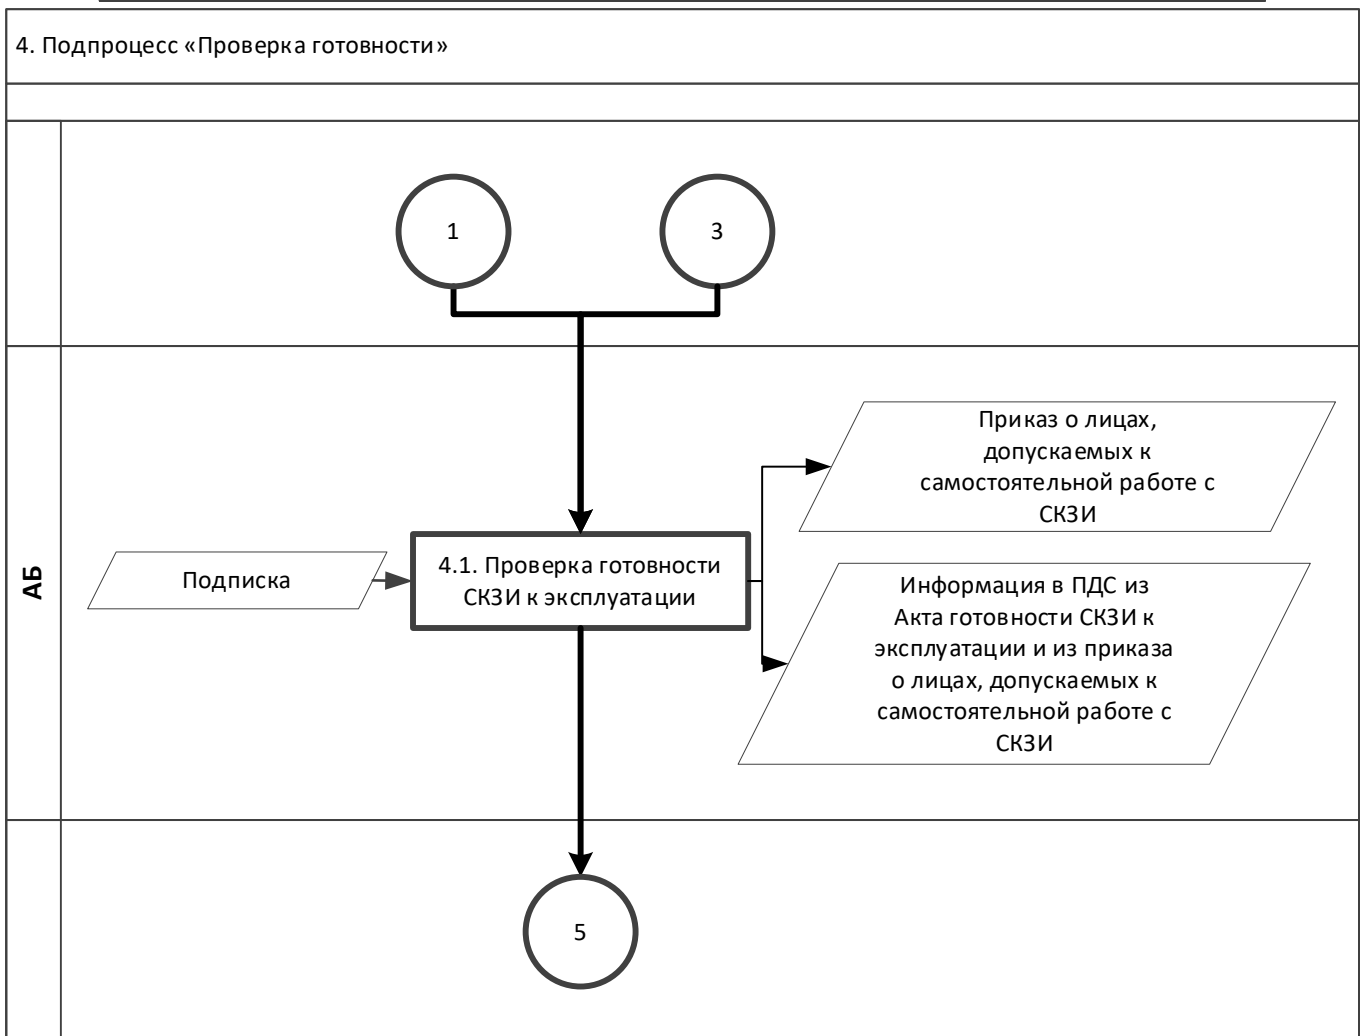 4. Подпроцесс «Проверка готовности»
1
3
АБ
Приказ о лицах,
допускаемых к
самостоятельной работе с
СКЗИ
Подписка
4.1. Проверка готовности
СКЗИ к эксплуатации
Информация в ПДС из
Акта готовности СКЗИ к
эксплуатации и из приказа
о лицах, допускаемых к
самостоятельной работе с
СКЗИ
5